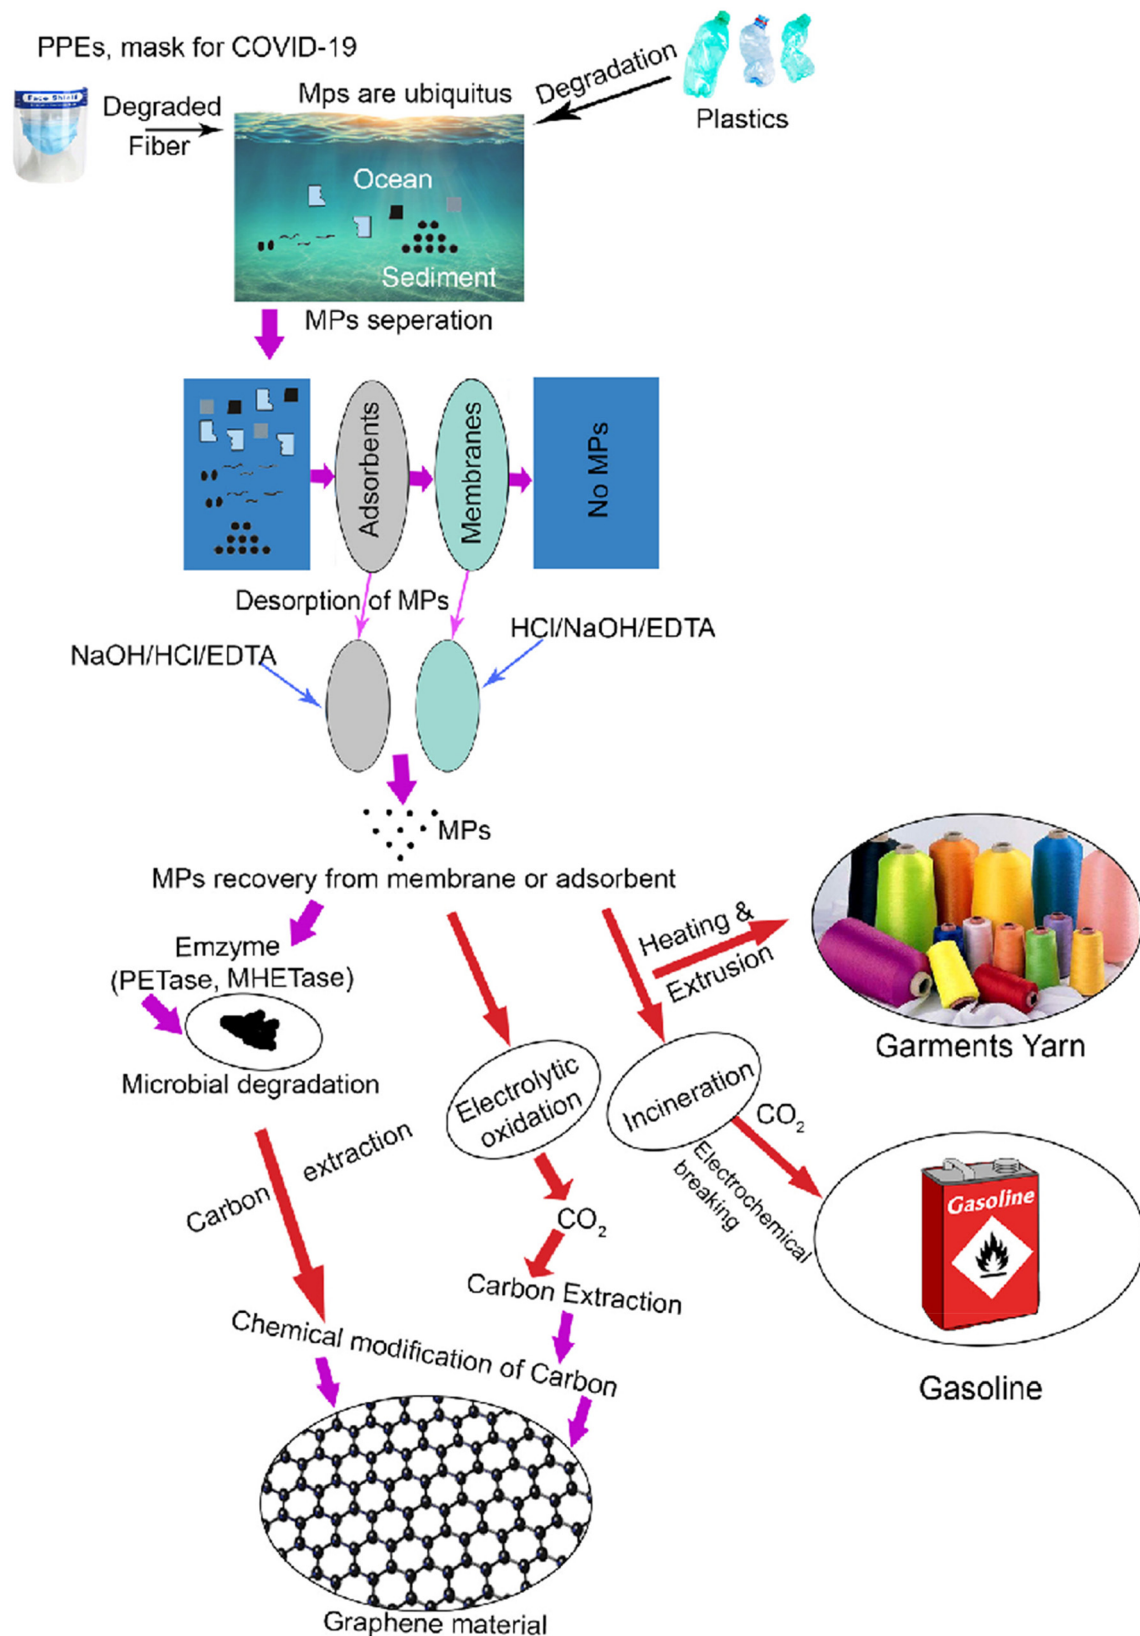 PPEs, mask for COVID-19
Face Shield
Degraded
Fiber
Mps are ubiquitus
Degradation
Plastics
Ocean
Sediment
MPs seperation
Adsorbents
Membranes
No MPs
Desorption of MPs
NaOH/HCl/EDTA
HCl/NaOH/EDTA
MPs
MPs recovery from membrane or adsorbent
Emzyme
(PETase, MHETase)
Microbial degradation
Heating &
Extrusion
Garments Yarn
Electrolytic
oxidation
Incineration
CO₂
Electrochemical
breaking
Gasoline
Gasoline
Carbon extraction
CO₂
Carbon Extraction
Chemical modification of Carbon
Graphene material